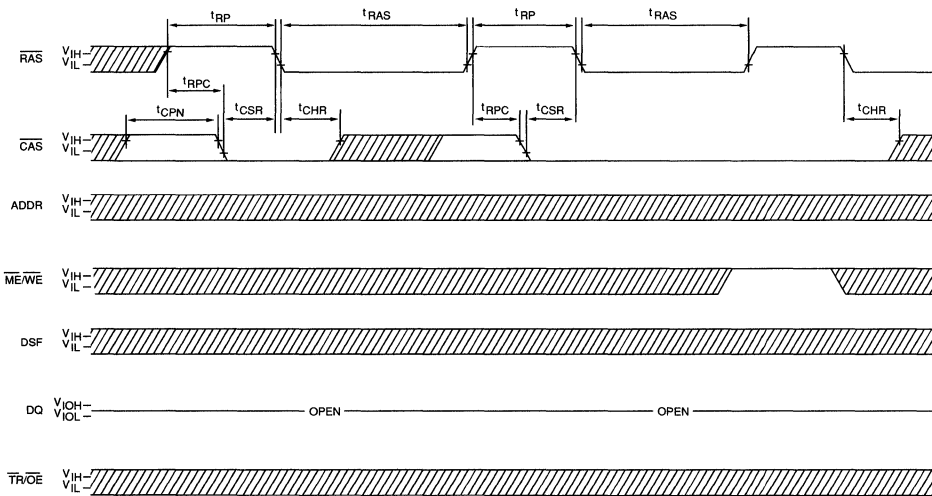 tRP tRAS tRP tRAS
RAS VIH VIL
tRPC
tCPN tCSR tCHR tRPC tCSR tCHR
CAS VIH VIL
ADDR VIH VIL
ME/WE VIH VIL
DSF VIH VIL
DQ VIOH VIOL OPEN OPEN
TR/OE VIH VIL